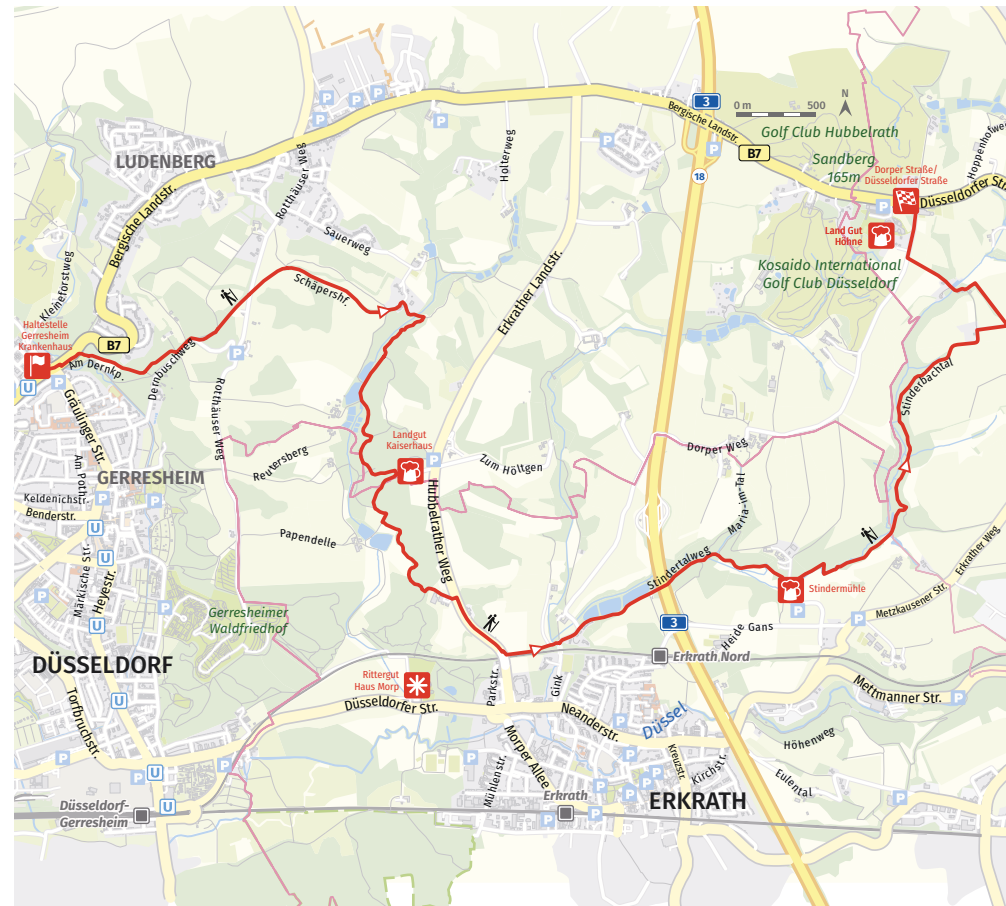 3
0 m
500
N
Bergische Landstr.
Golf Club Hubbelrath
B7
Hoppenhofweg
LUDENBERG
Rotthäuser Weg
Holterweg
Sandberg
165m
18
Dorper Straße/
Düsseldorfer Straße
Düsseldorfer St
Bergische Landstr.
Sauerweg
Land Gut
Höhne
Kleineforstweg
Erkrather Landstr.
Kosaido International
Golf Club Düsseldorf
Schäpershf.
Haltestelle
Gerresheim
Krankenhaus
B7
Am Dernkp.
Dernbuschweg
Gräulinger Str.
Rotthäuser Weg
Stinderbachtal
Landgut
Kaiserhaus
Dorper Weg
Reutersberg
Zum Höltgen
Am Poth.
GERRESHEIM
Hubbelrather Weg
Maria-im-Tal
Keldenichstr.
Benderstr.
Papendelle
Märkische Str.
Heyestr.
Stindertalweg
Erkrather Weg
Stindermühle
Metzkausener Str.
Gerresheimer
Waldfriedhof
3
Heide
Gans
Erkrath Nord
DÜSSELDORF
Rittergut
Haus Morp
Parkstr.
Gink
Mettmanner Str.
Düsseldorfer Str.
Neanderstr.
Düssel
Torfbruchstr.
Morper Allee
Höhenweg
Kreuzstr.
Kirchstr.
Mühlenstr.
Eulental
Düsseldorf-
Gerresheim
Erkrath
ERKRATH